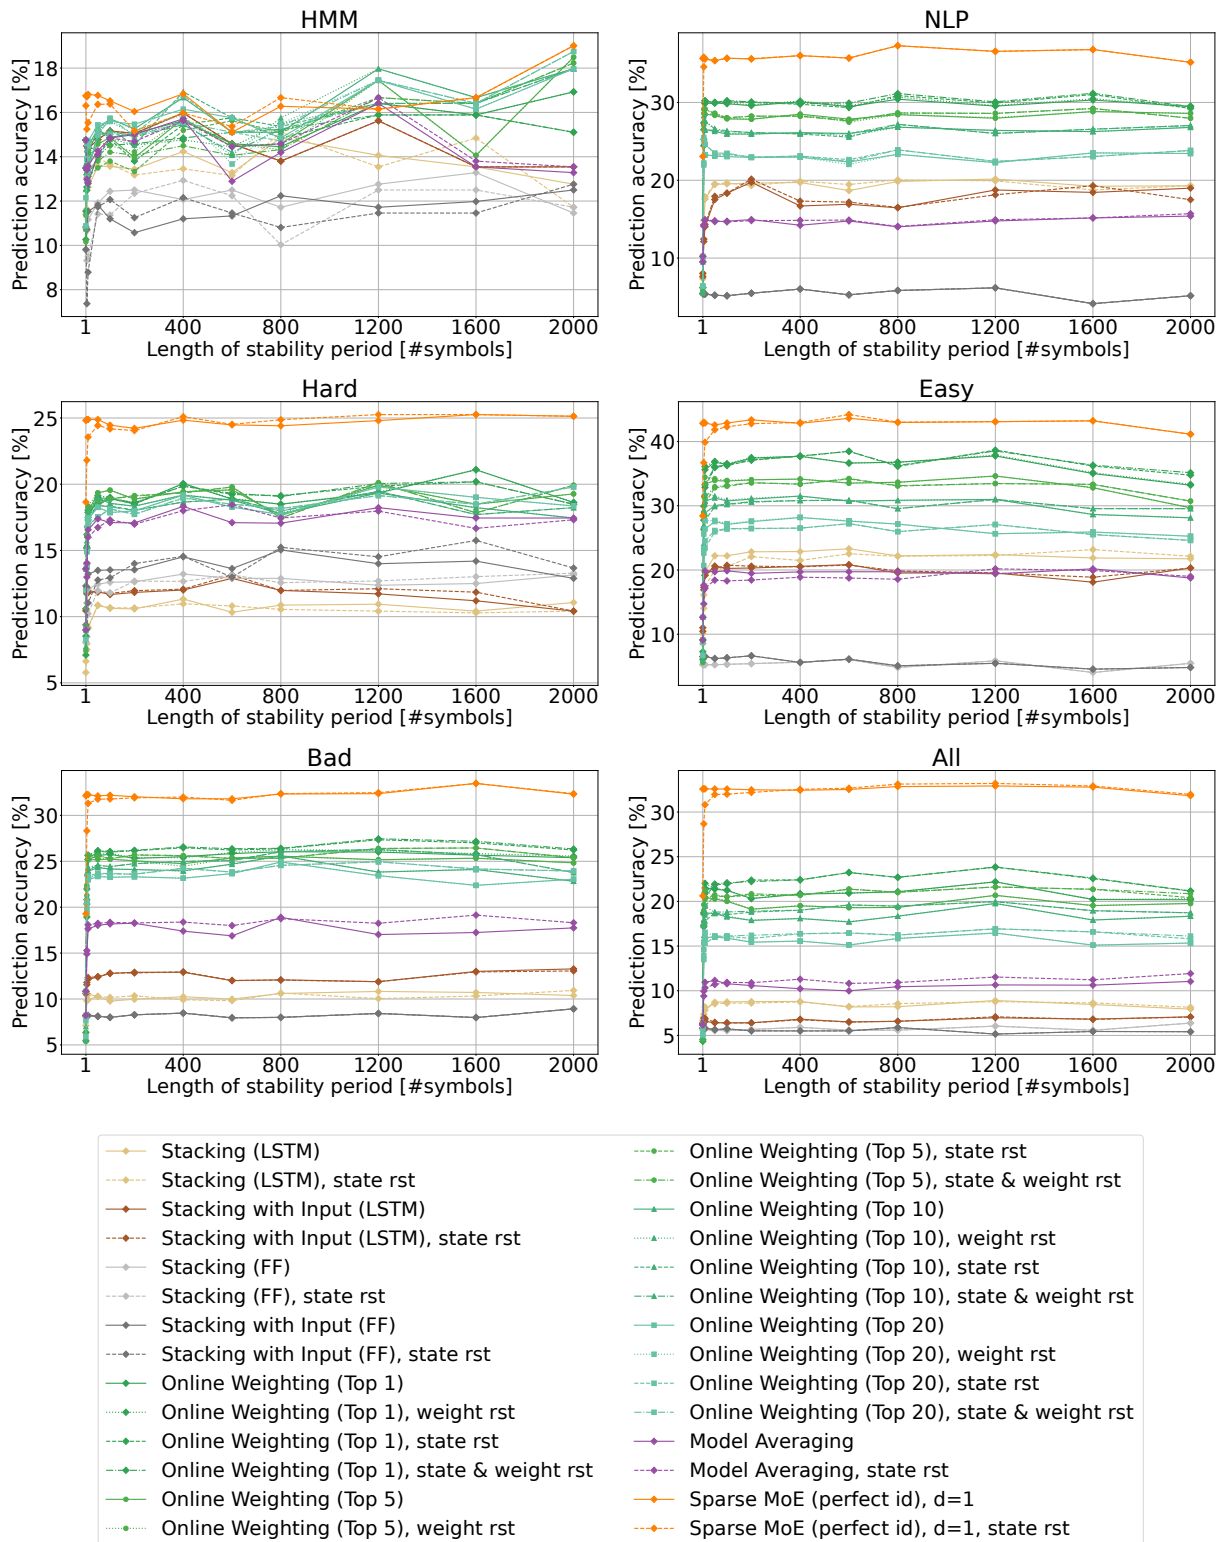 HMM
Prediction accuracy [%]
18
16
14
12
10
8
1 400 800 1200 1600 2000
Length of stability period [#symbols]
NLP
Prediction accuracy [%]
30
20
10
1 400 800 1200 1600 2000
Length of stability period [#symbols]
Hard
Prediction accuracy [%]
25
20
15
10
5
1 400 800 1200 1600 2000
Length of stability period [#symbols]
Easy
Prediction accuracy [%]
40
30
20
10
1 400 800 1200 1600 2000
Length of stability period [#symbols]
Bad
Prediction accuracy [%]
30
25
20
15
10
5
1 400 800 1200 1600 2000
Length of stability period [#symbols]
All
Prediction accuracy [%]
30
25
20
15
10
5
1 400 800 1200 1600 2000
Length of stability period [#symbols]
Stacking (LSTM)
Stacking (LSTM), state rst
Stacking with Input (LSTM)
Stacking with Input (LSTM), state rst
Stacking (FF)
Stacking (FF), state rst
Stacking with Input (FF)
Stacking with Input (FF), state rst
Online Weighting (Top 1)
Online Weighting (Top 1), weight rst
Online Weighting (Top 1), state rst
Online Weighting (Top 1), state & weight rst
Online Weighting (Top 5)
Online Weighting (Top 5), weight rst
Online Weighting (Top 5), state rst
Online Weighting (Top 5), state & weight rst
Online Weighting (Top 10)
Online Weighting (Top 10), weight rst
Online Weighting (Top 10), state rst
Online Weighting (Top 10), state & weight rst
Online Weighting (Top 20)
Online Weighting (Top 20), weight rst
Online Weighting (Top 20), state rst
Online Weighting (Top 20), state & weight rst
Model Averaging
Model Averaging, state rst
Sparse MoE (perfect id), d=1
Sparse MoE (perfect id), d=1, state rst